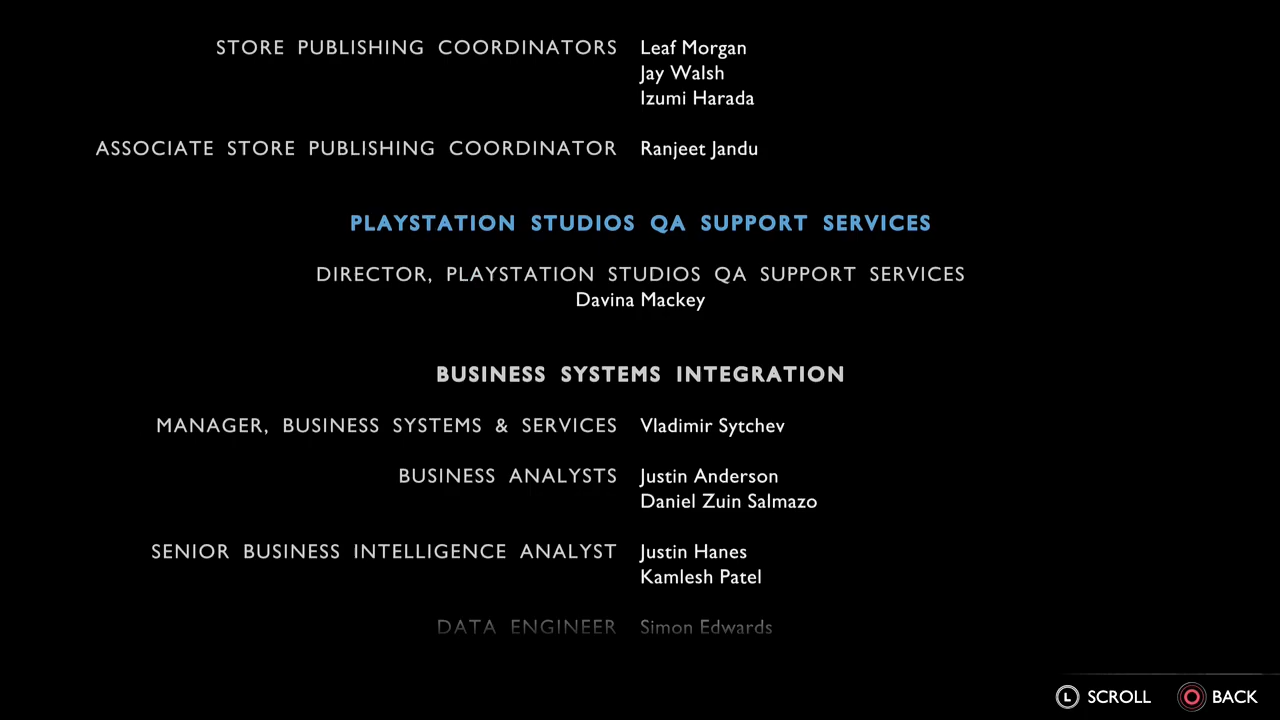 STORE PUBLISHING COORDINATORS Leaf Morgan
Jay Walsh
Izumi Harada
ASSOCIATE STORE PUBLISHING COORDINATOR Ranjeet Jandu
PLAYSTATION STUDIOS QA SUPPORT SERVICES
DIRECTOR, PLAYSTATION STUDIOS QA SUPPORT SERVICES
Davina Mackey
BUSINESS SYSTEMS INTEGRATION
MANAGER, BUSINESS SYSTEMS & SERVICES Vladimir Sytchev
BUSINESS ANALYSTS Justin Anderson
Daniel Zuin Salmazo
SENIOR BUSINESS INTELLIGENCE ANALYST Justin Hanes
Kamlesh Patel
DATA ENGINEER Simon Edwards
L SCROLL BACK